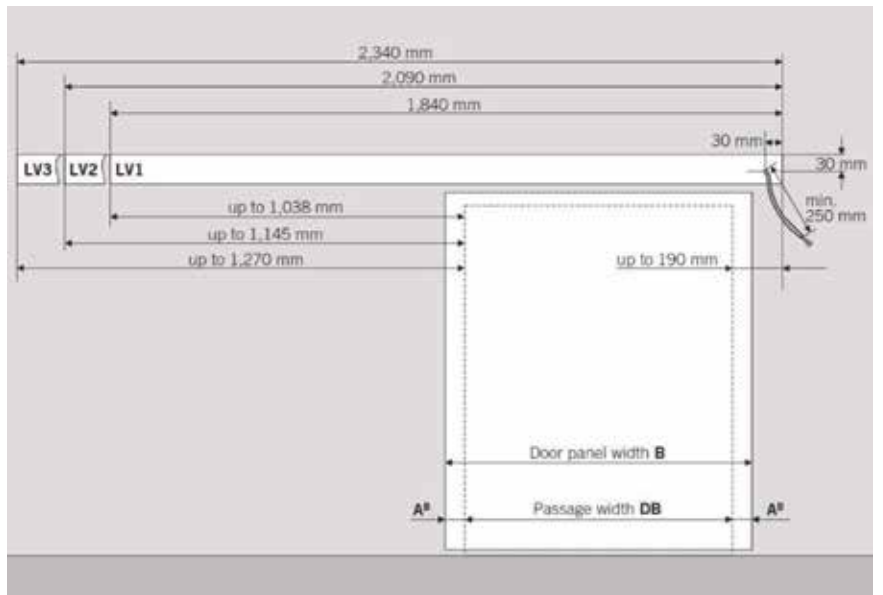 2,340 mm
2,090 mm
1,840 mm
30 mm
LV3 LV2 LV1
30 mm
min.
250 mm
up to 1,038 mm
up to 1,145 mm
up to 1,270 mm
up to 190 mm
Door panel width B
Aᴮ Passage width DB Aᴮ